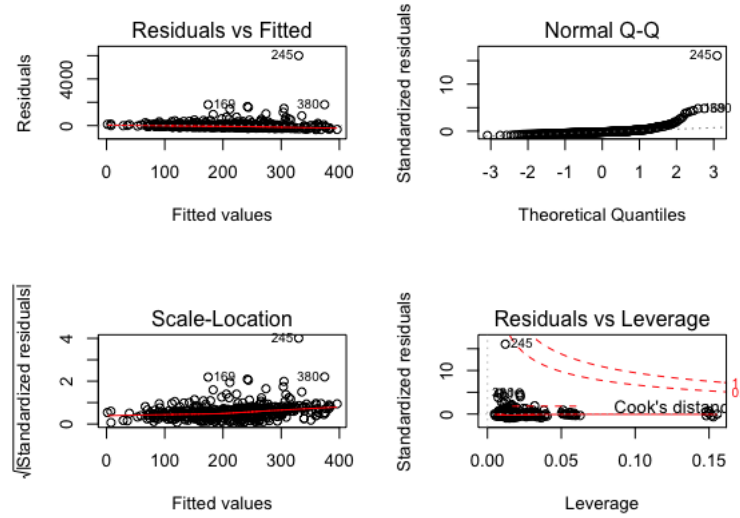 Residuals vs Fitted
Residuals
4000
0
245
169
380
0 100 200 300 400
Fitted values
Normal Q-Q
Standardized residuals
10
0
245
-3 -2 -1 0 1 2 3
Theoretical Quantiles
Scale-Location
√|Standardized residuals|
4
2
0
245
169
380
0 100 200 300 400
Fitted values
Residuals vs Leverage
Standardized residuals
10
0
245
1
0
Cook's distanc
0.00 0.05 0.10 0.15
Leverage